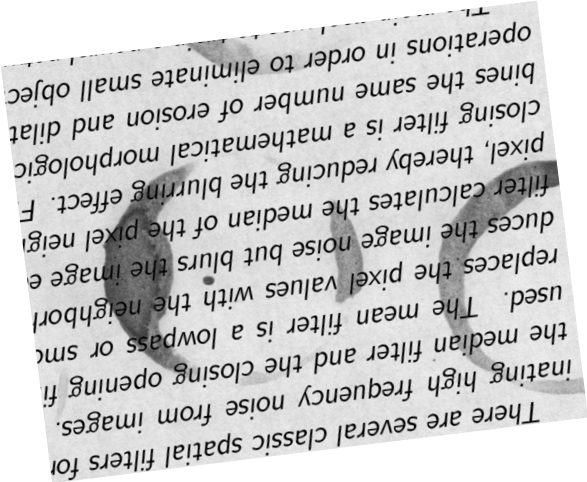 There are several classic spatial filters for
inating high frequency noise from images.
the median filter and the closing opening fi
used. The mean filter is a lowpass or smo
replaces the pixel values with the neighborh
duces the image noise but blurs the image e
filter calculates the median of the pixel neigh
pixel, thereby reducing the blurring effect. F
closing filter is a mathematical morphologic
bines the same number of erosion and dilat
operations in order to eliminate small objec